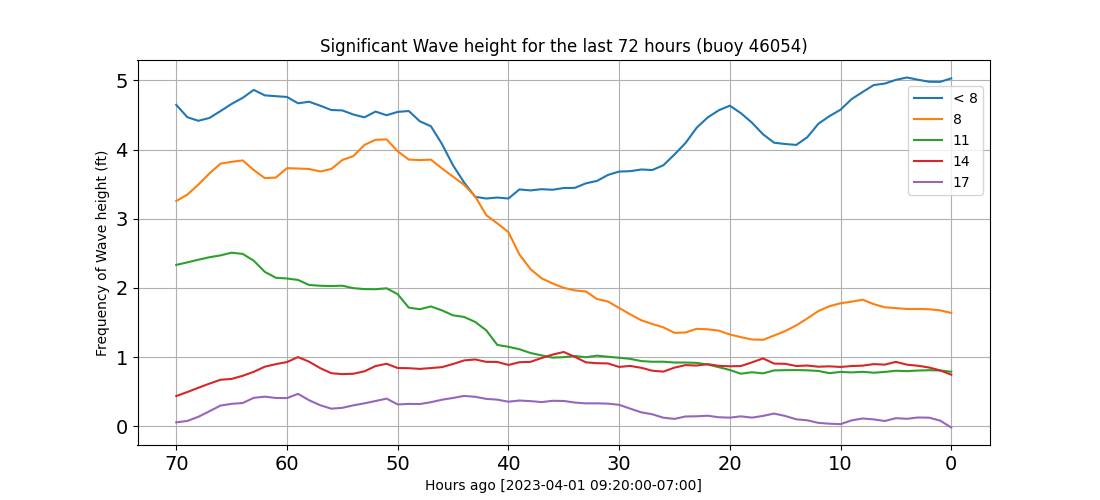 Significant Wave height for the last 72 hours (buoy 46054)
Frequency of Wave height (ft)
5
4
3
2
1
0
< 8
8
11
14
17
70 60 50 40 30 20 10 0
Hours ago [2023-04-01 09:20:00-07:00]